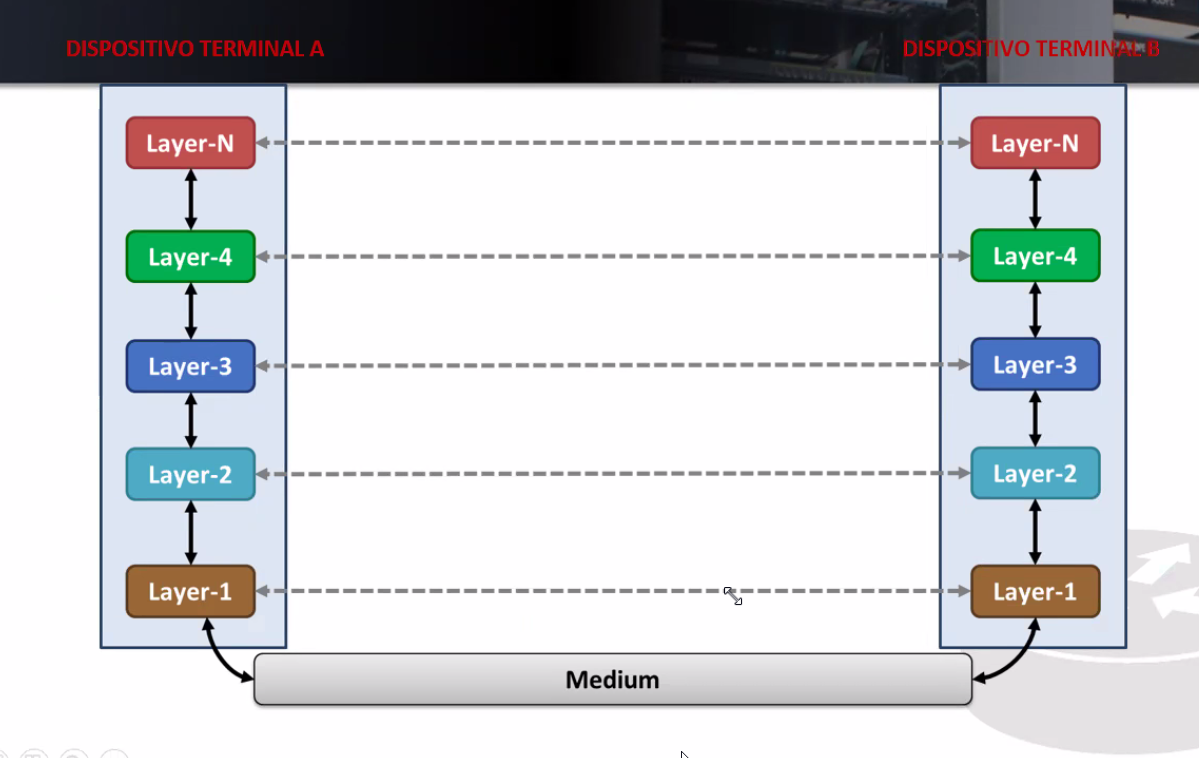 DISPOSITIVO TERMINAL A
DISPOSITIVO TERMINAL B
Layer-N
Layer-N
Layer-4
Layer-4
Layer-3
Layer-3
Layer-2
Layer-2
Layer-1
Layer-1
Medium